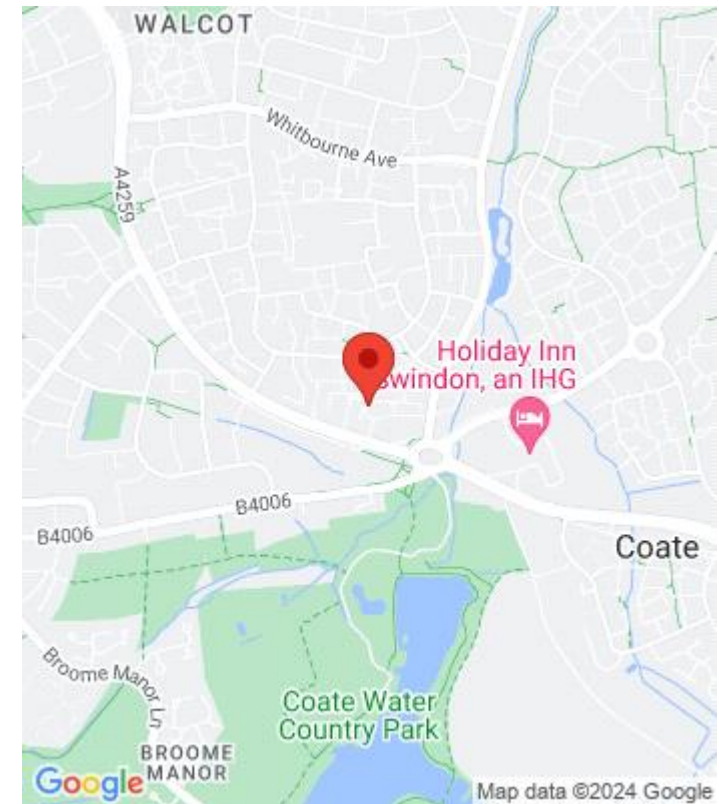 WALCOT
Whitbourne Ave
A4259
Holiday Inn
Swindon, an IHG
B4006
B4006
Coate
Broome Manor Ln
Coate Water
Country Park
BROOME
MANOR
Google
Map data ©2024 Google